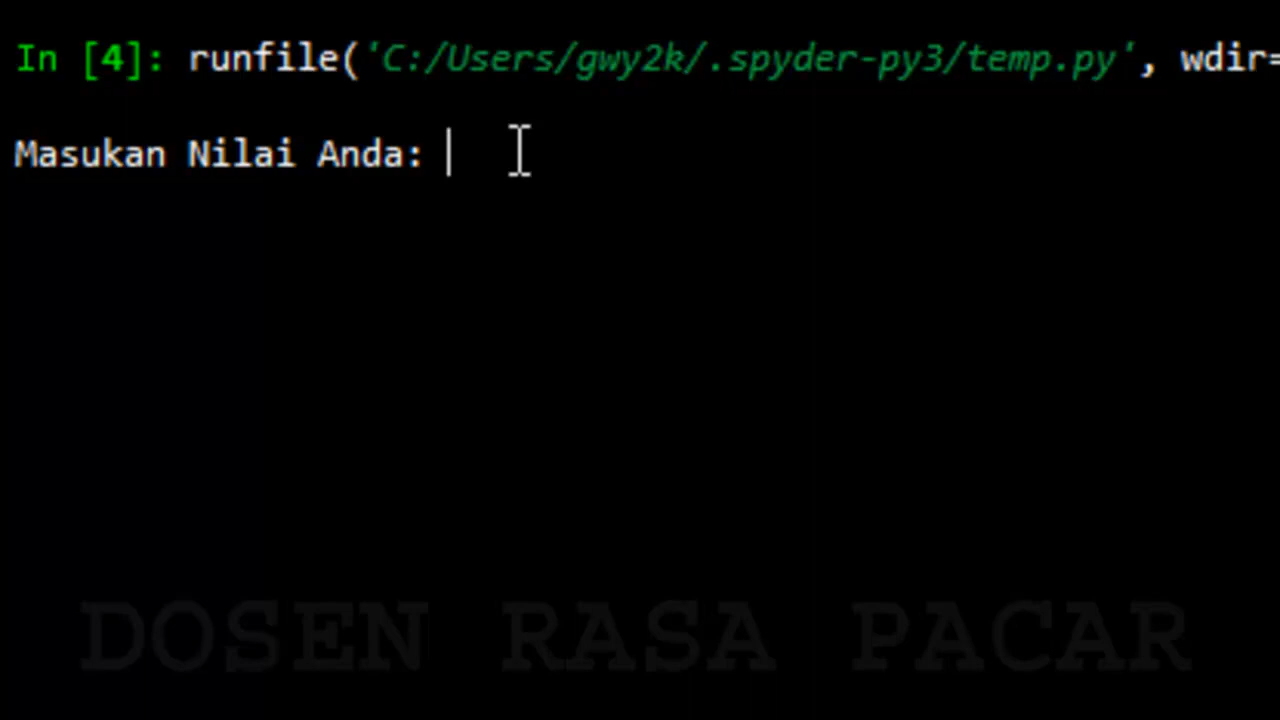 In [4]: runfile('C:/Users/gwy2k/.spyder-py3/temp.py', wdir=
Masukan Nilai Anda:
DOSEN RASA PACAR